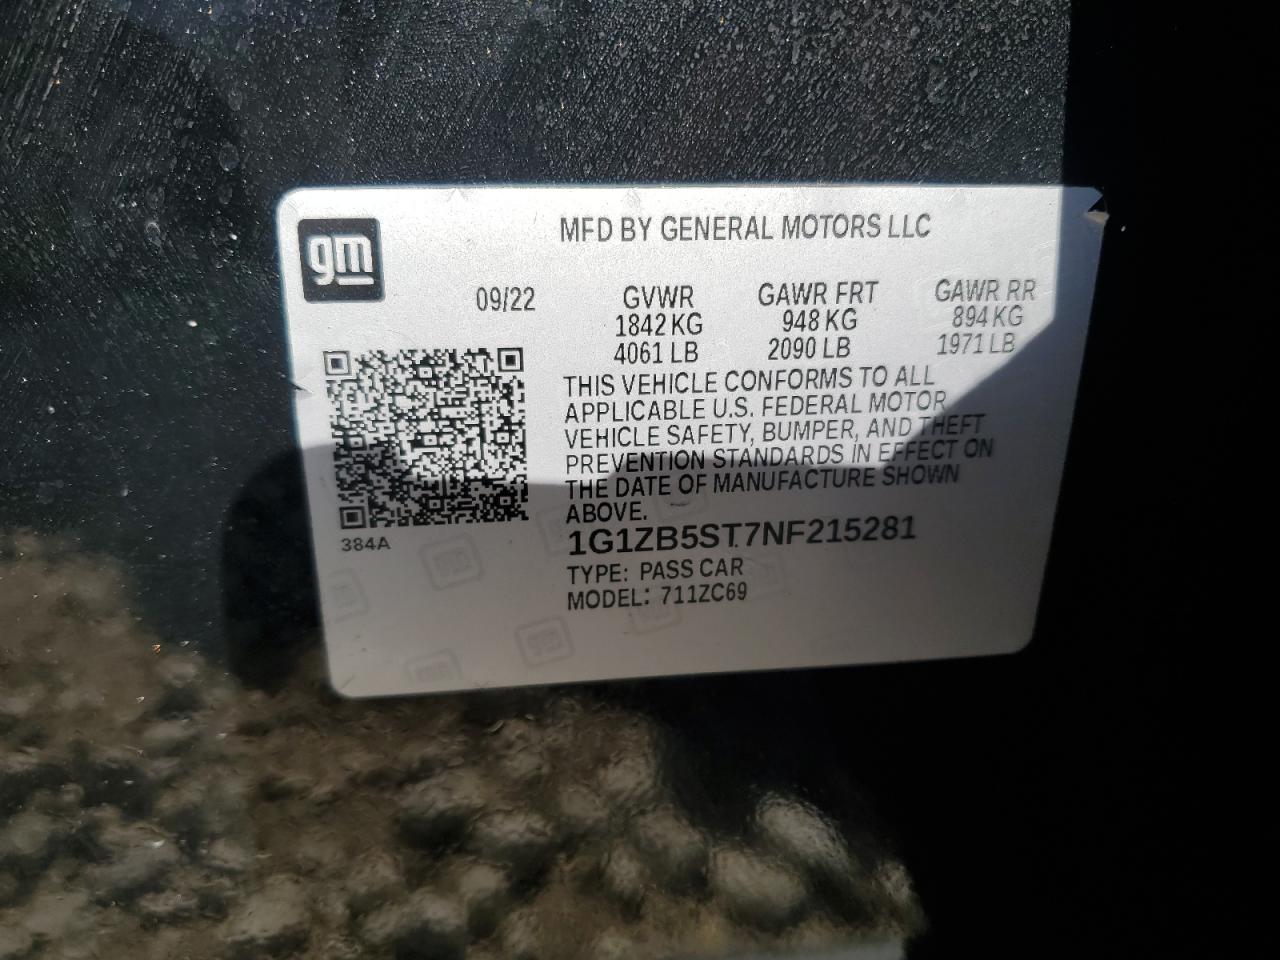 gm
MFD BY GENERAL MOTORS LLC
09/22 GVWR GAWR FRT GAWR RR
1842 KG 948 KG 894 KG
4061 LB 2090 LB 1971 LB
THIS VEHICLE CONFORMS TO ALL
APPLICABLE U.S. FEDERAL MOTOR
VEHICLE SAFETY, BUMPER, AND THEFT
PREVENTION STANDARDS IN EFFECT ON
THE DATE OF MANUFACTURE SHOWN
ABOVE.
384A
1G1ZB5ST7NF215281
TYPE: PASS CAR
MODEL: 711ZC69